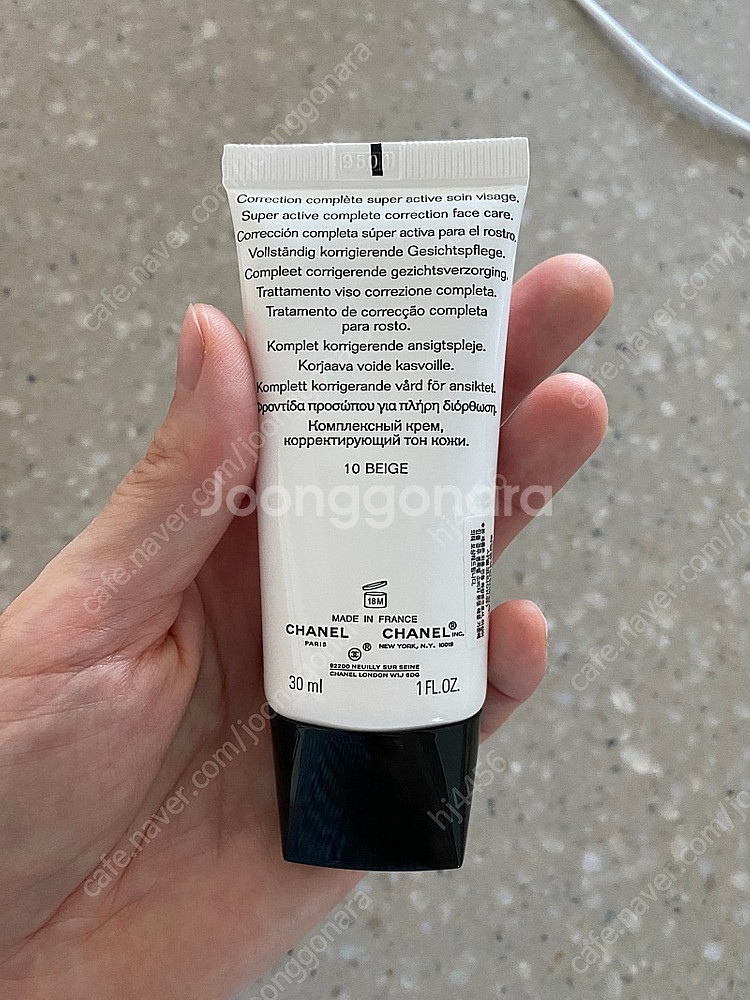 Correction complète super active soin visage.
Super active complete correction face care.
Corrección completa súper activa para el rostro.
Vollständig korrigierende Gesichtspflege.
Compleet corrigerende gezichtsverzorging.
Trattamento viso correzione completa.
Tratamento de correcção completa
para rosto.
Komplet korrigerende ansigtspleje.
Korjaava voide kasvoille.
Komplett korrigerande vård för ansiktet.
Φροντίδα προσώπου για πλήρη διόρθωση.
Комплексный крем,
корректирующий тон кожи.
10 BEIGE
Joonggonara
18M
MADE IN FRANCE
CHANEL CHANEL® INC.
PARIS ® NEW YORK, N.Y. 10019
92200 NEUILLY SUR SEINE
CHANEL LONDON W1J 6DG
30 ml 1 FL.OZ.
hj4456
cafe.naver.com/joonggonara